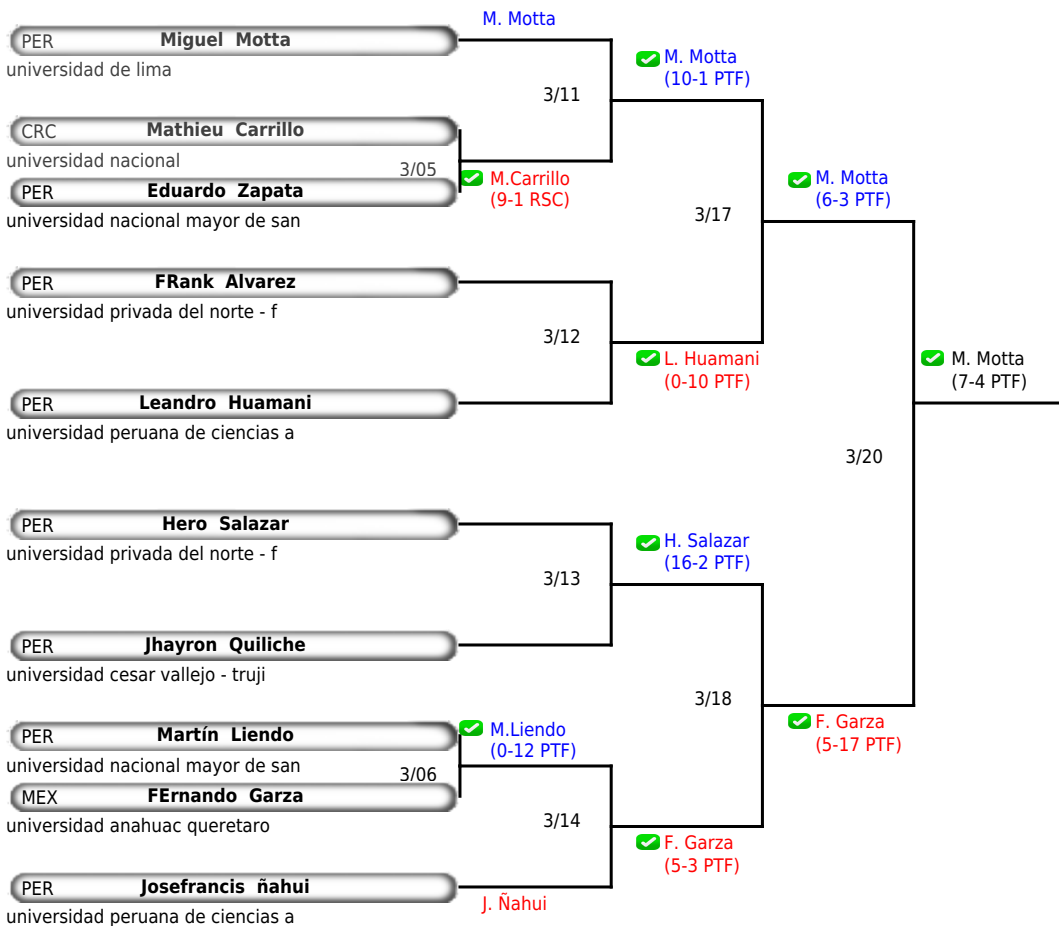 M. Motta
PER Miguel Motta
universidad de lima
M. Motta
(10-1 PTF)
3/11
CRC Mathieu Carrillo
universidad nacional
3/05
M.Carrillo
(9-1 RSC)
PER Eduardo Zapata
universidad nacional mayor de san
M. Motta
(6-3 PTF)
3/17
PER FRank Alvarez
universidad privada del norte - f
3/12
L. Huamani
(0-10 PTF)
M. Motta
(7-4 PTF)
PER Leandro Huamani
universidad peruana de ciencias a
3/20
PER Hero Salazar
universidad privada del norte - f
H. Salazar
(16-2 PTF)
3/13
PER Jhayron Quiliche
universidad cesar vallejo - truji
3/18
F. Garza
(5-17 PTF)
PER Martín Liendo
universidad nacional mayor de san
M.Liendo
(0-12 PTF)
3/06
MEX FErnando Garza
universidad anahuac queretaro
3/14
F. Garza
(5-3 PTF)
PER Josefrancis ñahui
universidad peruana de ciencias a
J. Ñahui